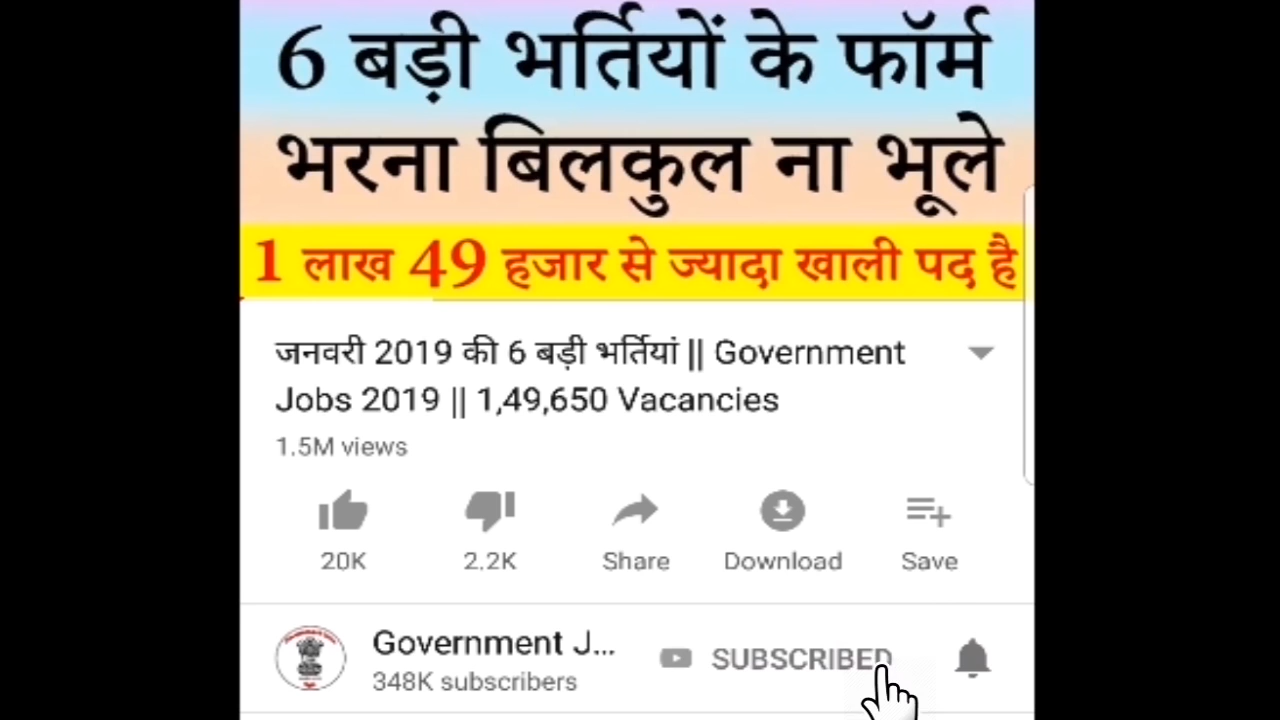 6 बड़ी भर्तियों के फॉर्म
भरना बिलकुल ना भूले
1 लाख 49 हजार से ज्यादा खाली पद है
जनवरी 2019 की 6 बड़ी भर्तियां || Government
Jobs 2019 || 1,49,650 Vacancies
1.5M views
20K
2.2K
Share
Download
Save
Government J...
348K subscribers
SUBSCRIBED